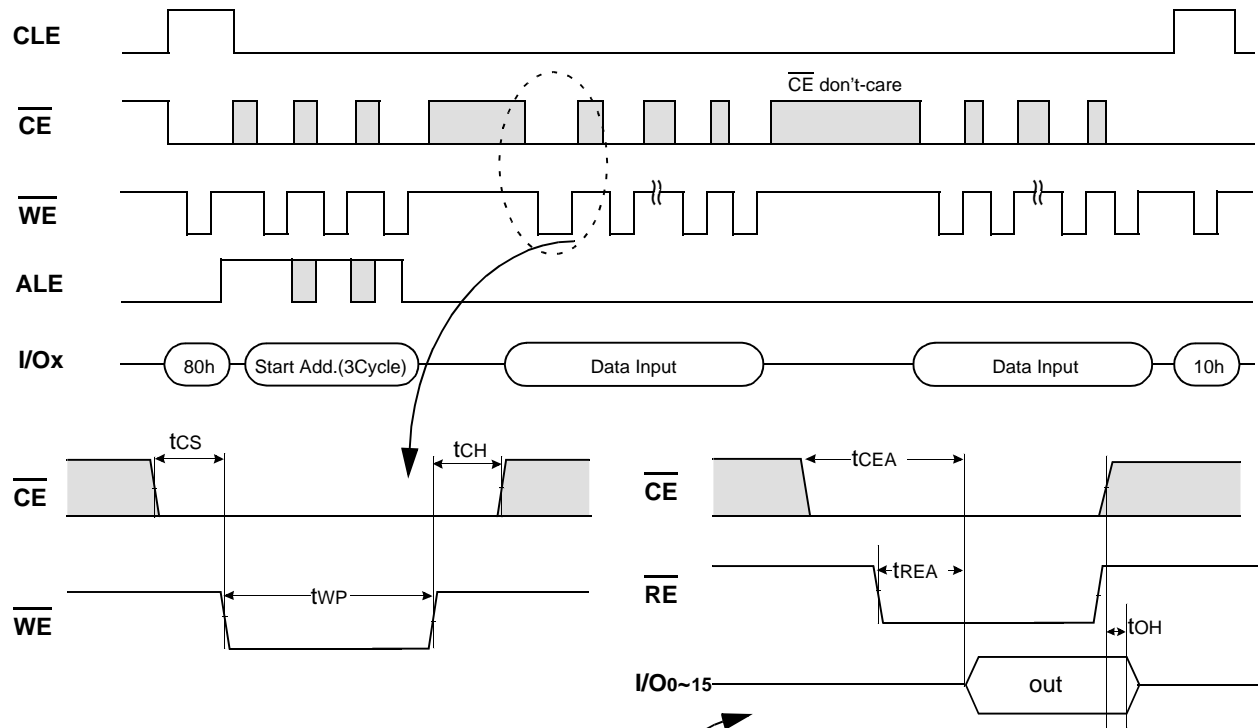 CLE
CE don't-care
CE
WE
ALE
I/Ox 80h Start Add.(3Cycle) Data Input Data Input 10h
tCS tCH
CE
tWP
WE
tCEA
CE
tREA
RE
tOH
I/O0~15 out